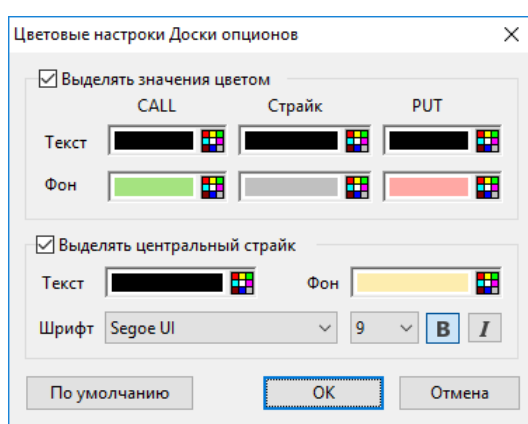 Цветовые настройки Доски опционов
Выделять значения цветом
CALL Страйк PUT
Текст
Фон
Выделять центральный страйк
Текст Фон
Шрифт Segoe UI 9 B I
По умолчанию OK Отмена